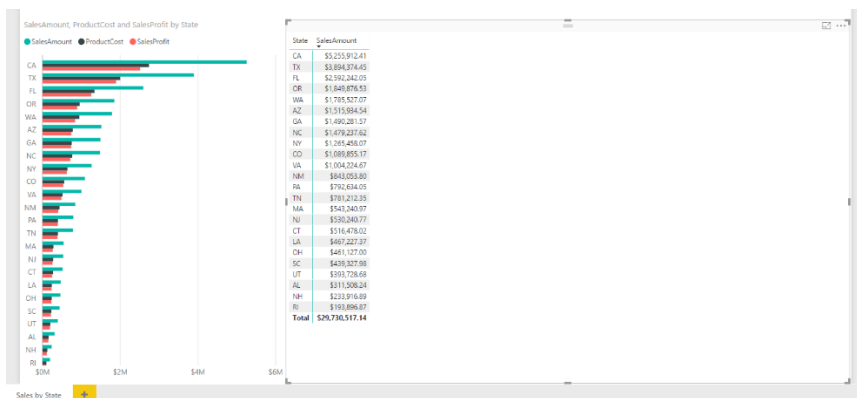 SalesAmount, ProductCost and SalesProfit by State
SalesAmount ProductCost SalesProfit
CA
TX
FL
OR
WA
AZ
GA
NC
NY
CO
VA
NM
PA
TN
MA
NJ
CT
LA
OH
SC
UT
AL
NH
RI
$0M $2M $4M $6M
State SalesAmount
CA $5,255,912.41
TX $3,894,374.45
FL $2,592,242.05
OR $1,849,876.53
WA $1,785,527.07
AZ $1,515,934.54
GA $1,490,281.57
NC $1,479,237.62
NY $1,265,458.07
CO $1,089,855.17
VA $1,004,224.67
NM $843,053.80
PA $792,634.05
TN $781,212.35
MA $543,240.97
NJ $530,240.77
CT $516,478.02
LA $467,227.37
OH $461,127.00
SC $439,327.98
UT $393,728.68
AL $311,508.24
NH $233,916.89
RI $193,896.87
Total $29,730,517.14
Sales by State +